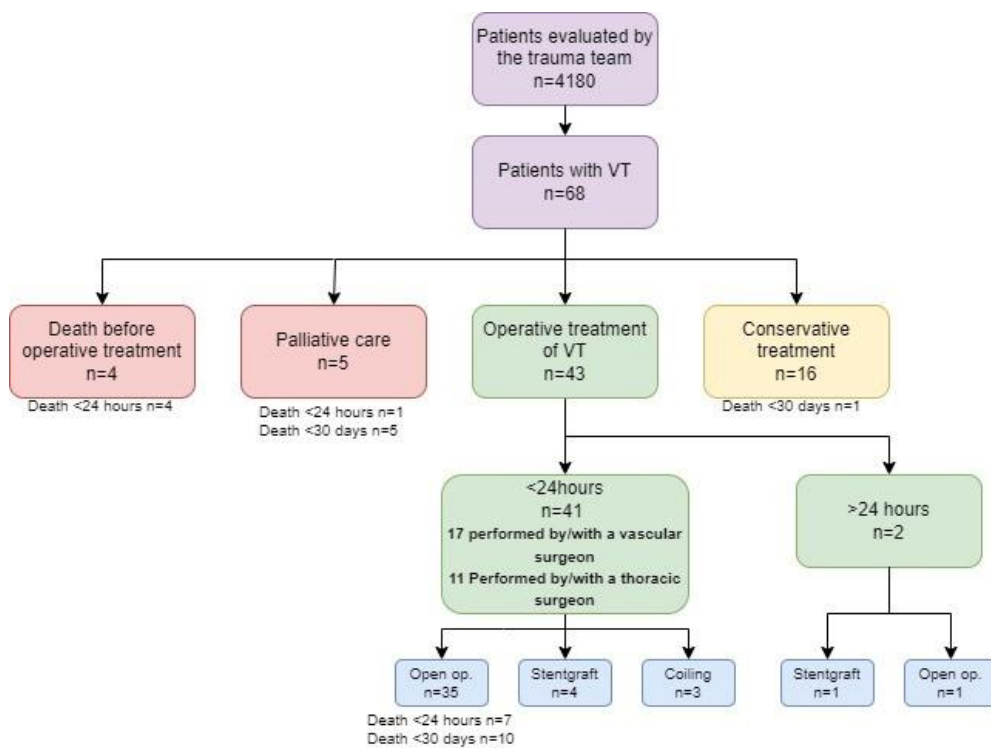 Patients evaluated by
the trauma team
n=4180
Patients with VT
n=68
Death before
operative treatment
n=4
Death <24 hours n=4
Palliative care
n=5
Death <24 hours n=1
Death <30 days n=5
Operative treatment
of VT
n=43
Conservative
treatment
n=16
Death <30 days n=1
<24hours
n=41
17 performed by/with a vascular
surgeon
11 Performed by/with a thoracic
surgeon
>24 hours
n=2
Open op.
n=35
Death <24 hours n=7
Death <30 days n=10
Stentgraft
n=4
Coiling
n=3
Stentgraft
n=1
Open op.
n=1